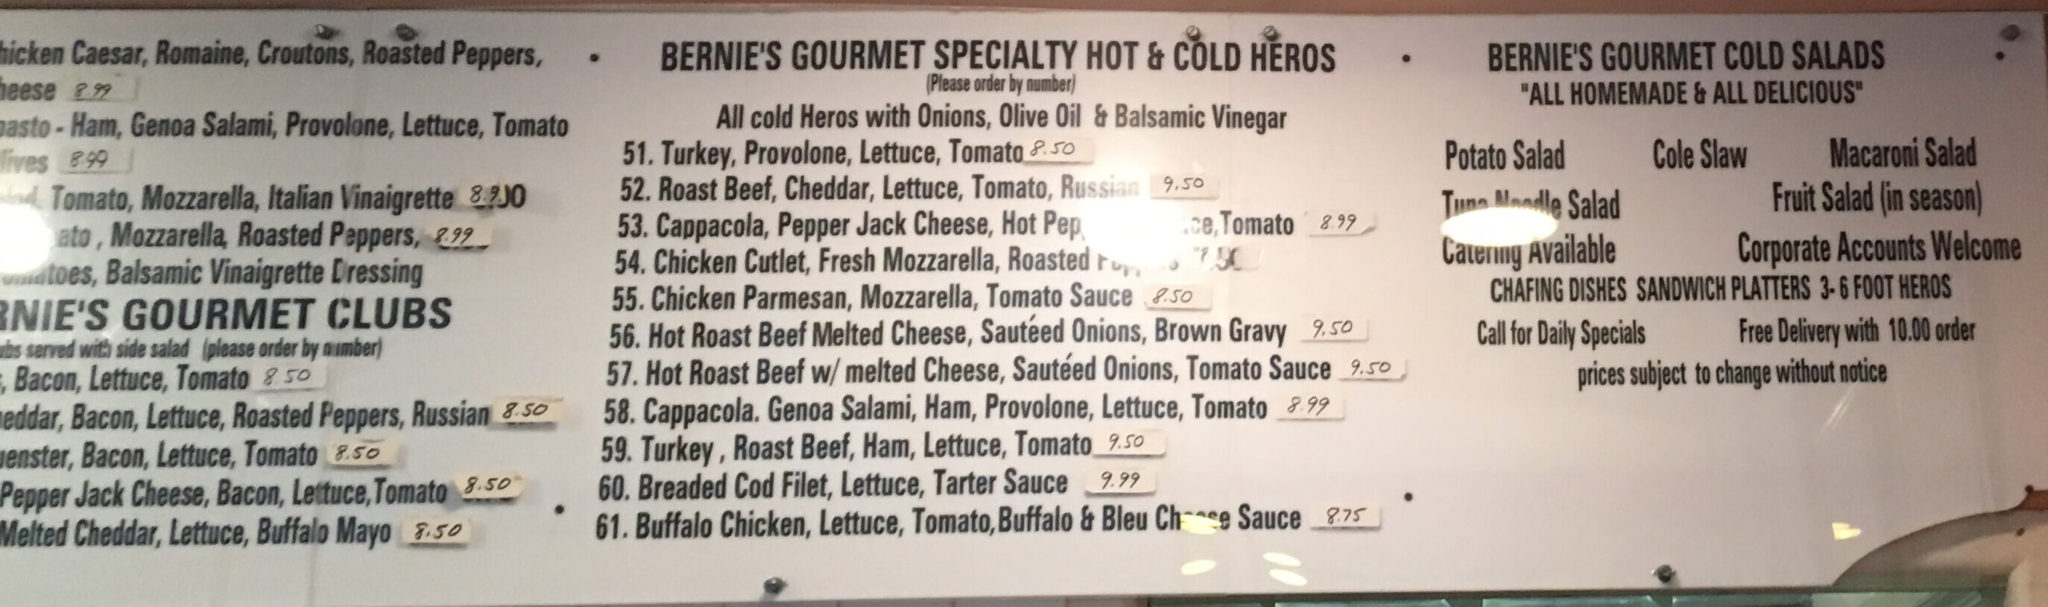 hicken Caesar, Romaine, Croutons, Roasted Peppers,
heese 8.99
pasto - Ham, Genoa Salami, Provolone, Lettuce, Tomato
lives 8.99
Tomato, Mozzarella, Italian Vinaigrette
ato, Mozzarella, Roasted Peppers, 8.99
matoes, Balsamic Vinaigrette Dressing
RNIE'S GOURMET CLUBS
ubs served with side salad (please order by number)
, Bacon, Lettuce, Tomato 8.50
heddar, Bacon, Lettuce, Roasted Peppers, Russian 8.50
uenster, Bacon, Lettuce, Tomato 8.50
Pepper Jack Cheese, Bacon, Lettuce, Tomato 8.50
Melted Cheddar, Lettuce, Buffalo Mayo 8.50
BERNIE'S GOURMET SPECIALTY HOT & COLD HEROS
(Please order by number)
All cold Heros with Onions, Olive Oil & Balsamic Vinegar
51. Turkey, Provolone, Lettuce, Tomato 8.50
52. Roast Beef, Cheddar, Lettuce, Tomato, Russian 9.50
53. Cappacola, Pepper Jack Cheese, Hot Pep ce, Tomato 8.99
54. Chicken Cutlet, Fresh Mozzarella, Roasted
55. Chicken Parmesan, Mozzarella, Tomato Sauce 8.50
56. Hot Roast Beef Melted Cheese, Sautéed Onions, Brown Gravy 9.50
57. Hot Roast Beef w/ melted Cheese, Sautéed Onions, Tomato Sauce 9.50
58. Cappacola. Genoa Salami, Ham, Provolone, Lettuce, Tomato 8.99
59. Turkey, Roast Beef, Ham, Lettuce, Tomato 9.50
60. Breaded Cod Filet, Lettuce, Tarter Sauce 9.99
61. Buffalo Chicken, Lettuce, Tomato, Buffalo & Bleu Cheese Sauce 8.75
BERNIE'S GOURMET COLD SALADS
"ALL HOMEMADE & ALL DELICIOUS"
Potato Salad Cole Slaw Macaroni Salad
Tuna Noodle Salad Fruit Salad (in season)
Catering Available Corporate Accounts Welcome
CHAFING DISHES SANDWICH PLATTERS 3-6 FOOT HEROS
Call for Daily Specials Free Delivery with 10.00 order
prices subject to change without notice